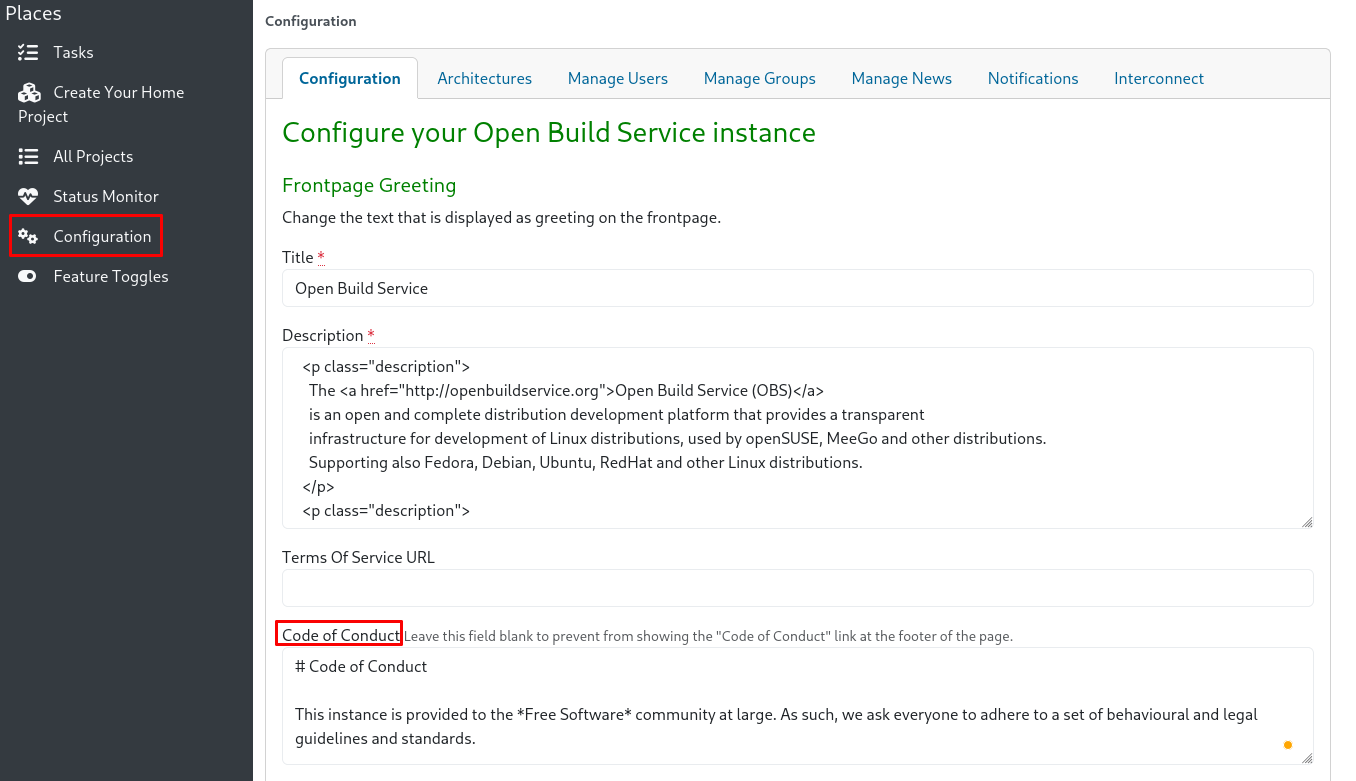 Places
Tasks
Create Your Home
Project
All Projects
Status Monitor
Configuration
Feature Toggles
Configuration
Configuration Architectures Manage Users Manage Groups Manage News Notifications Interconnect
Configure your Open Build Service instance
Frontpage Greeting
Change the text that is displayed as greeting on the frontpage.
Title *
Open Build Service
Description *
<p class="description">
The <a href="http://openbuildservice.org">Open Build Service (OBS)</a>
is an open and complete distribution development platform that provides a transparent
infrastructure for development of Linux distributions, used by openSUSE, MeeGo and other distributions.
Supporting also Fedora, Debian, Ubuntu, RedHat and other Linux distributions.
</p>
<p class="description">
Terms Of Service URL
Code of Conduct Leave this field blank to prevent from showing the "Code of Conduct" link at the footer of the page.
# Code of Conduct
This instance is provided to the *Free Software* community at large. As such, we ask everyone to adhere to a set of behavioural and legal
guidelines and standards.